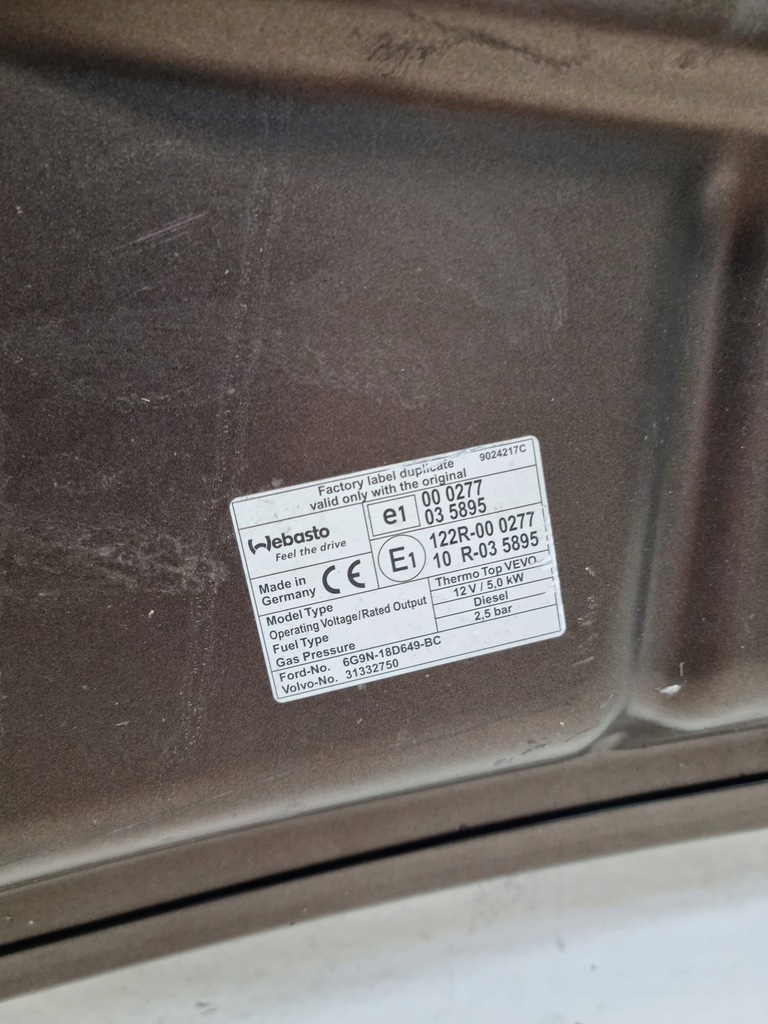 Factory label duplicate
valid only with the original
9024217C
Webasto
Feel the drive
e1
00 0277
03 5895
Made in
Germany
CE
E1
122R-00 0277
10 R-03 5895
Model Type
Thermo Top VEVO
Operating Voltage/Rated Output
12 V / 5,0 kW
Fuel Type
Diesel
Gas Pressure
2,5 bar
Ford-No. 6G9N-18D649-BC
Volvo-No. 31332750